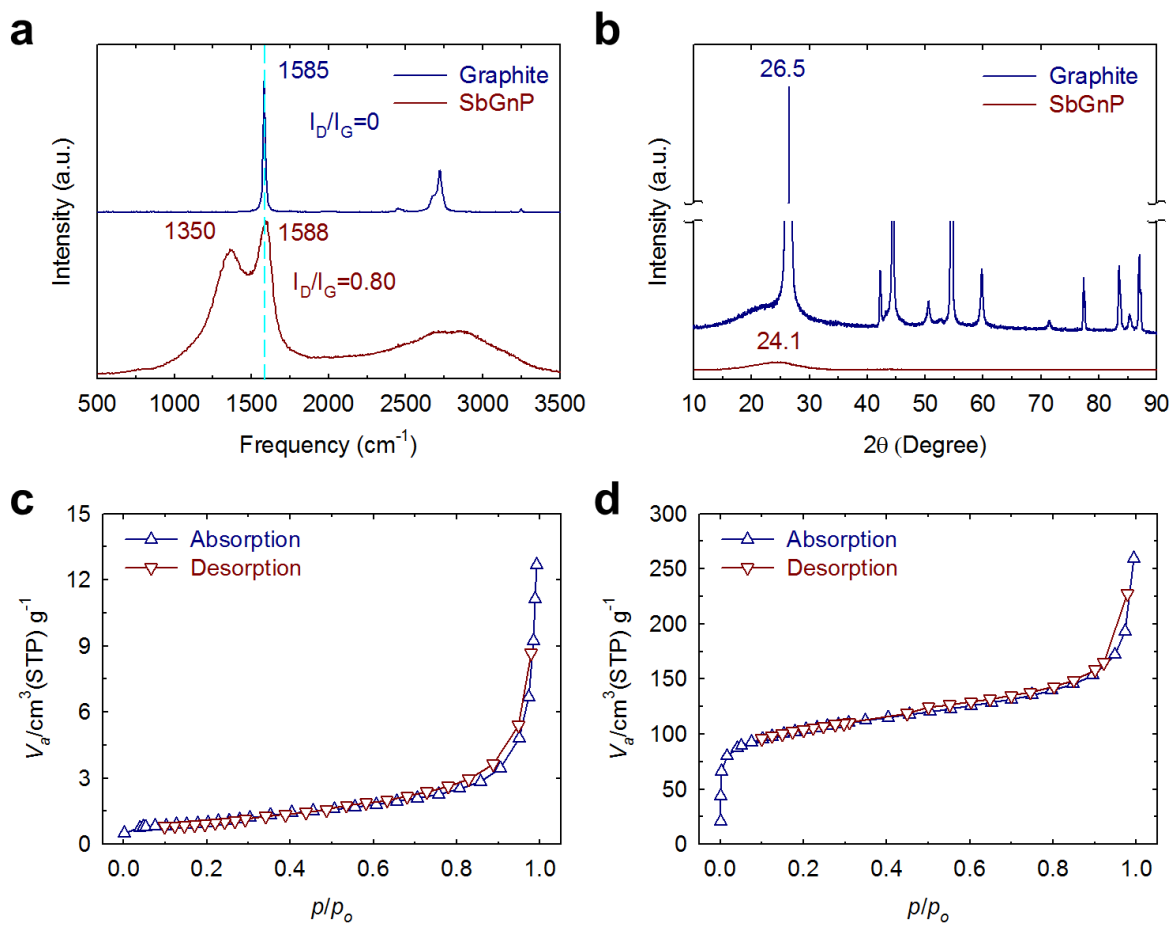 a
1585
Graphite
SbGnP
I_D/I_G=0
1350
1588
I_D/I_G=0.80
Intensity (a.u.)
500 1000 1500 2000 2500 3000 3500
Frequency (cm⁻¹)
b
26.5
Graphite
SbGnP
24.1
Intensity (a.u.)
10 20 30 40 50 60 70 80 90
2θ (Degree)
c
15
12
9
6
3
0
Absorption
Desorption
V_a/cm³(STP) g⁻¹
0.0 0.2 0.4 0.6 0.8 1.0
p/p_o
d
300
250
200
150
100
50
0
Absorption
Desorption
V_a/cm³(STP) g⁻¹
0.0 0.2 0.4 0.6 0.8 1.0
p/p_o